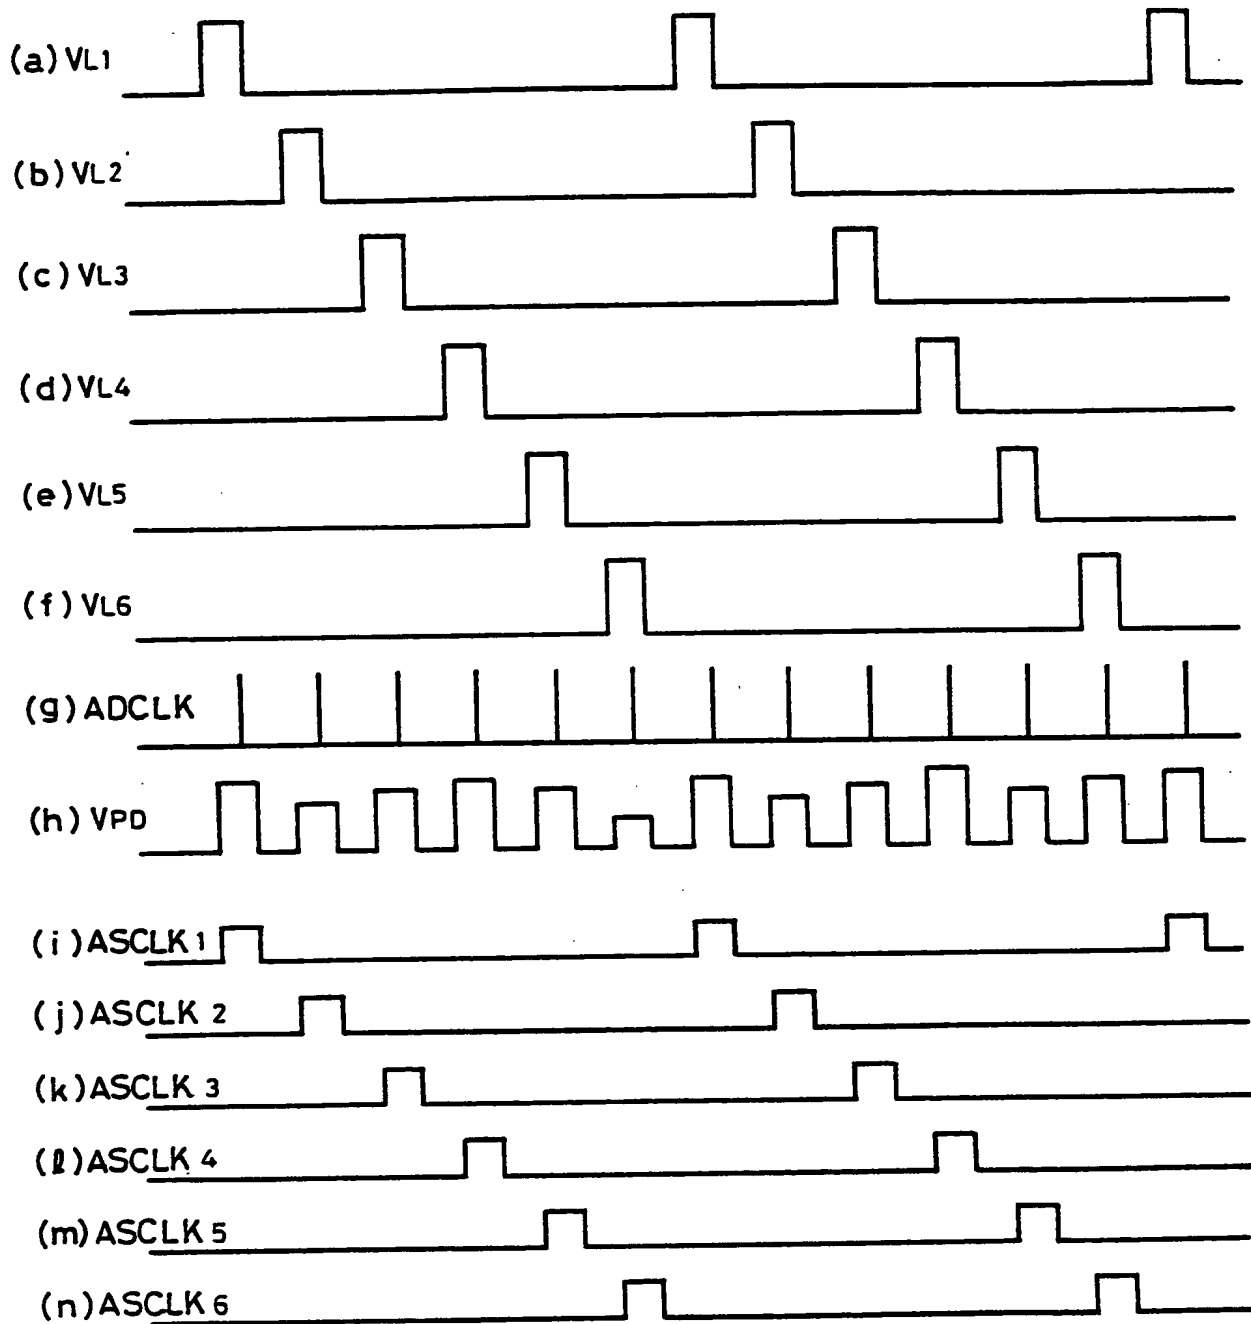 (a) VL1
(b) VL2
(c) VL3
(d) VL4
(e) VL5
(f) VL6
(g) ADCLK
(h) VPD
(i) ASCLK 1
(j) ASCLK 2
(k) ASCLK 3
(l) ASCLK 4
(m) ASCLK 5
(n) ASCLK 6